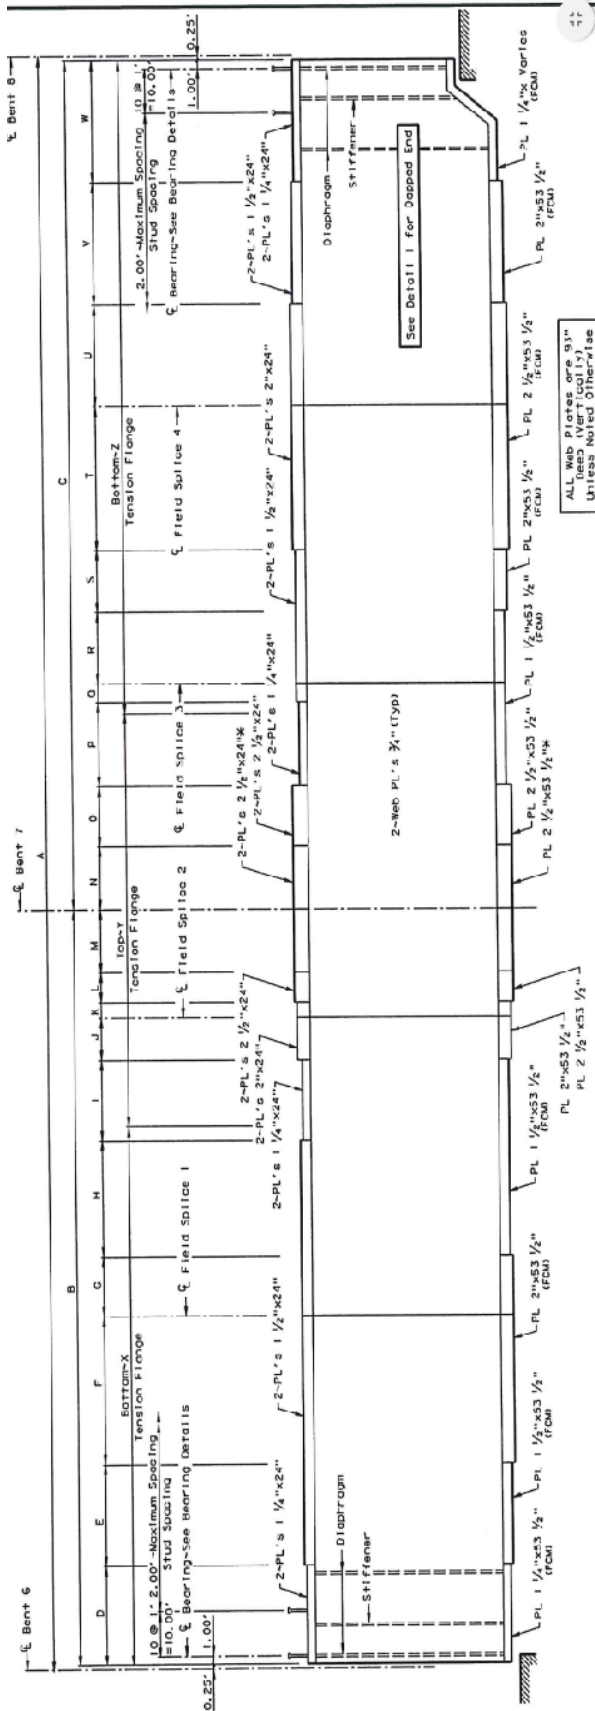 ℄ Bent 8
℄ Bent 7
℄ Bent 6
A
B
C
D
E
F
G
H
I
J
K
L
M
N
O
P
Q
R
S
T
U
V
W
0.25'
1.00'
10 @ 1'
=10.00'
2.00'~Maximum Spacing
Stud Spacing
℄ Bearing~See Bearing Details
Bottom~Z
Tension Flange
℄ Field Splice 4
℄ Field Splice 3
Top~Y
Tension Flange
℄ Field Splice 2
℄ Field Splice 1
Bottom~X
Tension Flange
10 @ 1'
=10.00'
2.00'~Maximum Spacing
Stud Spacing
℄ Bearing~See Bearing Details
1.00'
0.25'
2~PL's 1 1/2"x24"
2~PL's 1 1/4"x24"
2~PL's 2"x24"
2~PL's 1 1/2"x24"
2~PL's 1 1/4"x24"
2~PL's 2 1/2"x24"
2~PL's 2 1/2"x24"*
2~PL's 2 1/2"x24"
2~PL's 2"x24"
2~PL's 1 1/4"x24"
2~PL's 1 1/2"x24"
2~PL's 1 1/4"x24"
Diaphragm
Stiffener
See Detail 1 for Dapped End
2~Web PL's 3/4" (Typ)
Diaphragm
Stiffener
PL 1 1/4"x Varies
(FCM)
PL 2"x53 1/2"
(FCM)
PL 2 1/2"x53 1/2"
(FCM)
PL 2"x53 1/2"
(FCM)
PL 1 1/2"x53 1/2"
(FCM)
PL 2 1/2"x53 1/2"
PL 2 1/2"x53 1/2"*
PL 2 1/2"x53 1/2"
PL 2"x53 1/2"
PL 1 1/2"x53 1/2"
(FCM)
PL 2"x53 1/2"
(FCM)
PL 1 1/2"x53 1/2"
(FCM)
PL 1 1/4"x53 1/2"
(FCM)
ALL Web Plates are 93"
Deep (Vertically)
Unless Noted Otherwise